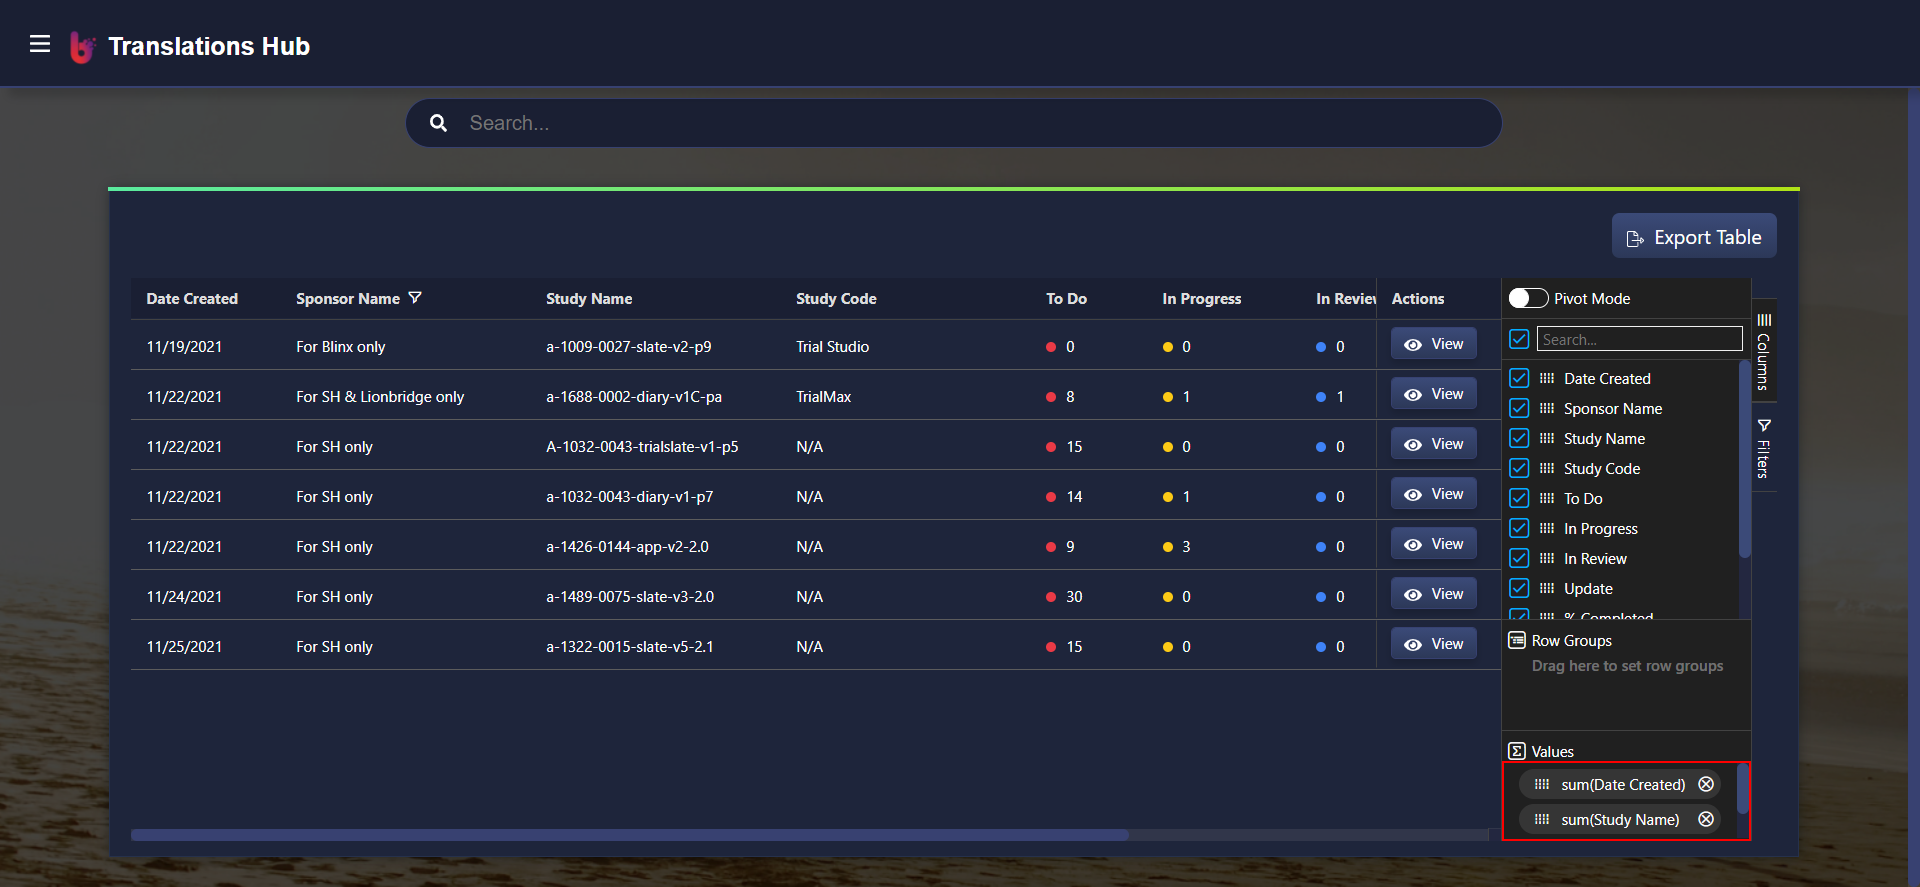 Translations Hub
Search...
Export Table
Date Created Sponsor Name Study Name Study Code To Do In Progress In Review Actions
11/19/2021 For Blinx only a-1009-0027-slate-v2-p9 Trial Studio 0 0 0 View
11/22/2021 For SH & Lionbridge only a-1688-0002-diary-v1C-pa TrialMax 8 1 1 View
11/22/2021 For SH only A-1032-0043-trialslate-v1-p5 N/A 15 0 0 View
11/22/2021 For SH only a-1032-0043-diary-v1-p7 N/A 14 1 0 View
11/22/2021 For SH only a-1426-0144-app-v2-2.0 N/A 9 3 0 View
11/24/2021 For SH only a-1489-0075-slate-v3-2.0 N/A 30 0 0 View
11/25/2021 For SH only a-1322-0015-slate-v5-2.1 N/A 15 0 0 View
Pivot Mode
Search...
Date Created
Sponsor Name
Study Name
Study Code
To Do
In Progress
In Review
Update
% Completed
Row Groups
Drag here to set row groups
Values
sum(Date Created)
sum(Study Name)
Columns
Filters